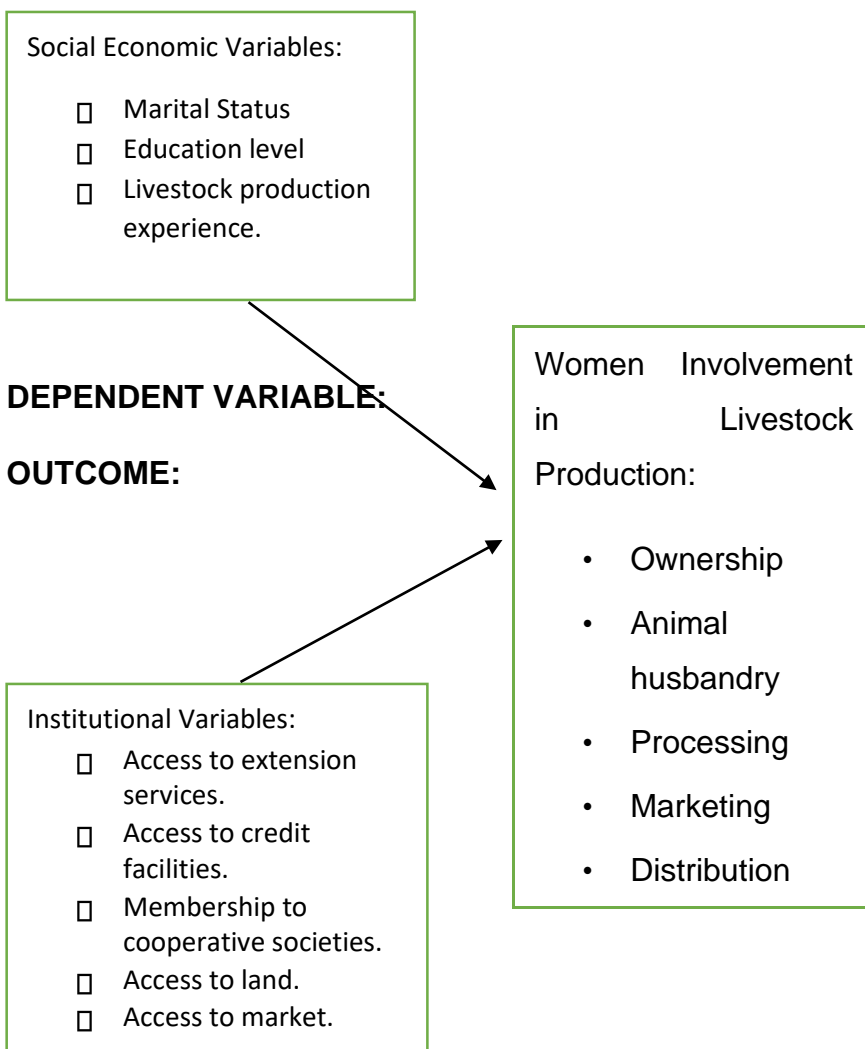 Social Economic Variables:
Marital Status
Education level
Livestock production
experience.
DEPENDENT VARIABLE:
OUTCOME:
Women Involvement
in Livestock
Production:
• Ownership
• Animal
husbandry
• Processing
• Marketing
• Distribution
Institutional Variables:
Access to extension
services.
Access to credit
facilities.
Membership to
cooperative societies.
Access to land.
Access to market.